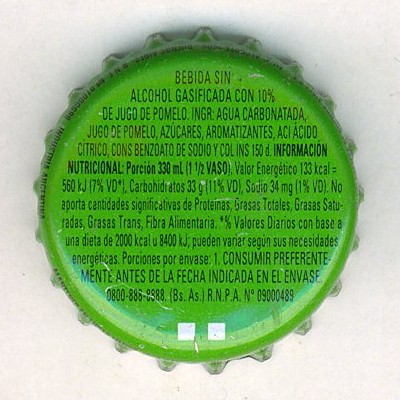 BEBIDA SIN
ALCOHOL GASIFICADA CON 10%
DE JUGO DE POMELO. INGR: AGUA CARBONATADA,
JUGO DE POMELO, AZÚCARES, AROMATIZANTES, ACI ÁCIDO
CÍTRICO, CONS BENZOATO DE SODIO Y COL INS 150 d. INFORMACIÓN
NUTRICIONAL: Porción 330 mL (1 1/2 VASO). Valor Energético 133 kcal =
560 kJ (7% VD*), Carbohidratos 33 g (11% VD), Sodio 34 mg (1% VD). No
aporta cantidades significativas de Proteínas, Grasas Totales, Grasas Satu-
radas, Grasas Trans, Fibra Alimentaria. *% Valores Diarios con base a
una dieta de 2000 kcal u 8400 kJ; pueden variar según sus necesidades
energéticas. Porciones por envase: 1. CONSUMIR PREFERENTE-
MENTE ANTES DE LA FECHA INDICADA EN EL ENVASE.
0800-888-8988. (Bs. As.) R.N.P.A. N° 09000489
INDUSTRIA ARGENTINA